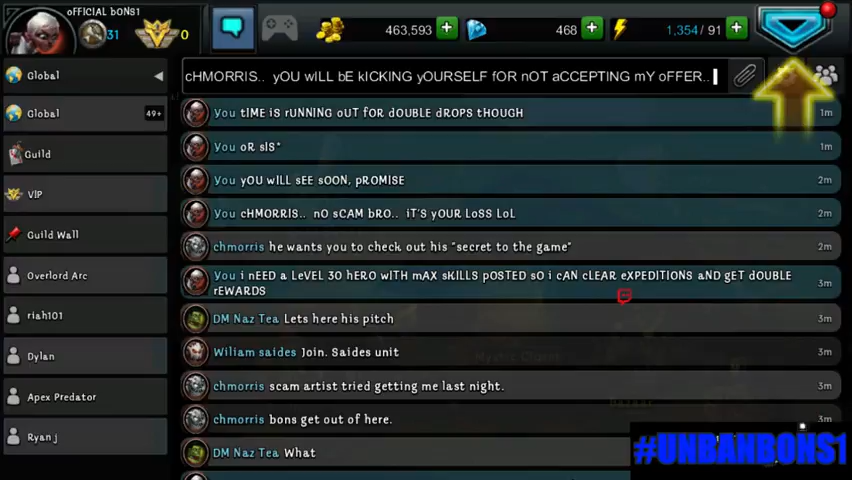 oFFICIAL bONS1
31
0
463,593
468
1,354/ 91
Global
cHMORRIS.. yOU wILL bE kICKING yOURSELF fOR nOT aCCEPTING mY oFFER..
Global
49+
You tIME iS rUNNING oUT fOR dOUBLE dROPS tHOUGH
1m
Guild
You oR sIS*
1m
VIP
You yOU wILL sEE sOON, pROMISE
2m
Guild Wall
You cHMORRIS.. nO sCAM bRO.. iT'S yOUR LoSS LoL
2m
chmorris he wants you to check out his "secret to the game"
2m
Overlord Arc
You i nEED a LeVEL 30 hERO wITH mAX sKILLS pOSTED sO i cAN cLEAR eXPEDITIONS aND gET dOUBLE
rEWARDS
3m
riah101
DM Naz Tea Lets here his pitch
3m
Dylan
Wiliam saides Join. Saides unit
3m
Apex Predator
chmorris scam artist tried getting me last night.
3m
chmorris bons get out of here.
3m
Ryan j
DM Naz Tea What
#UNBANBONS1